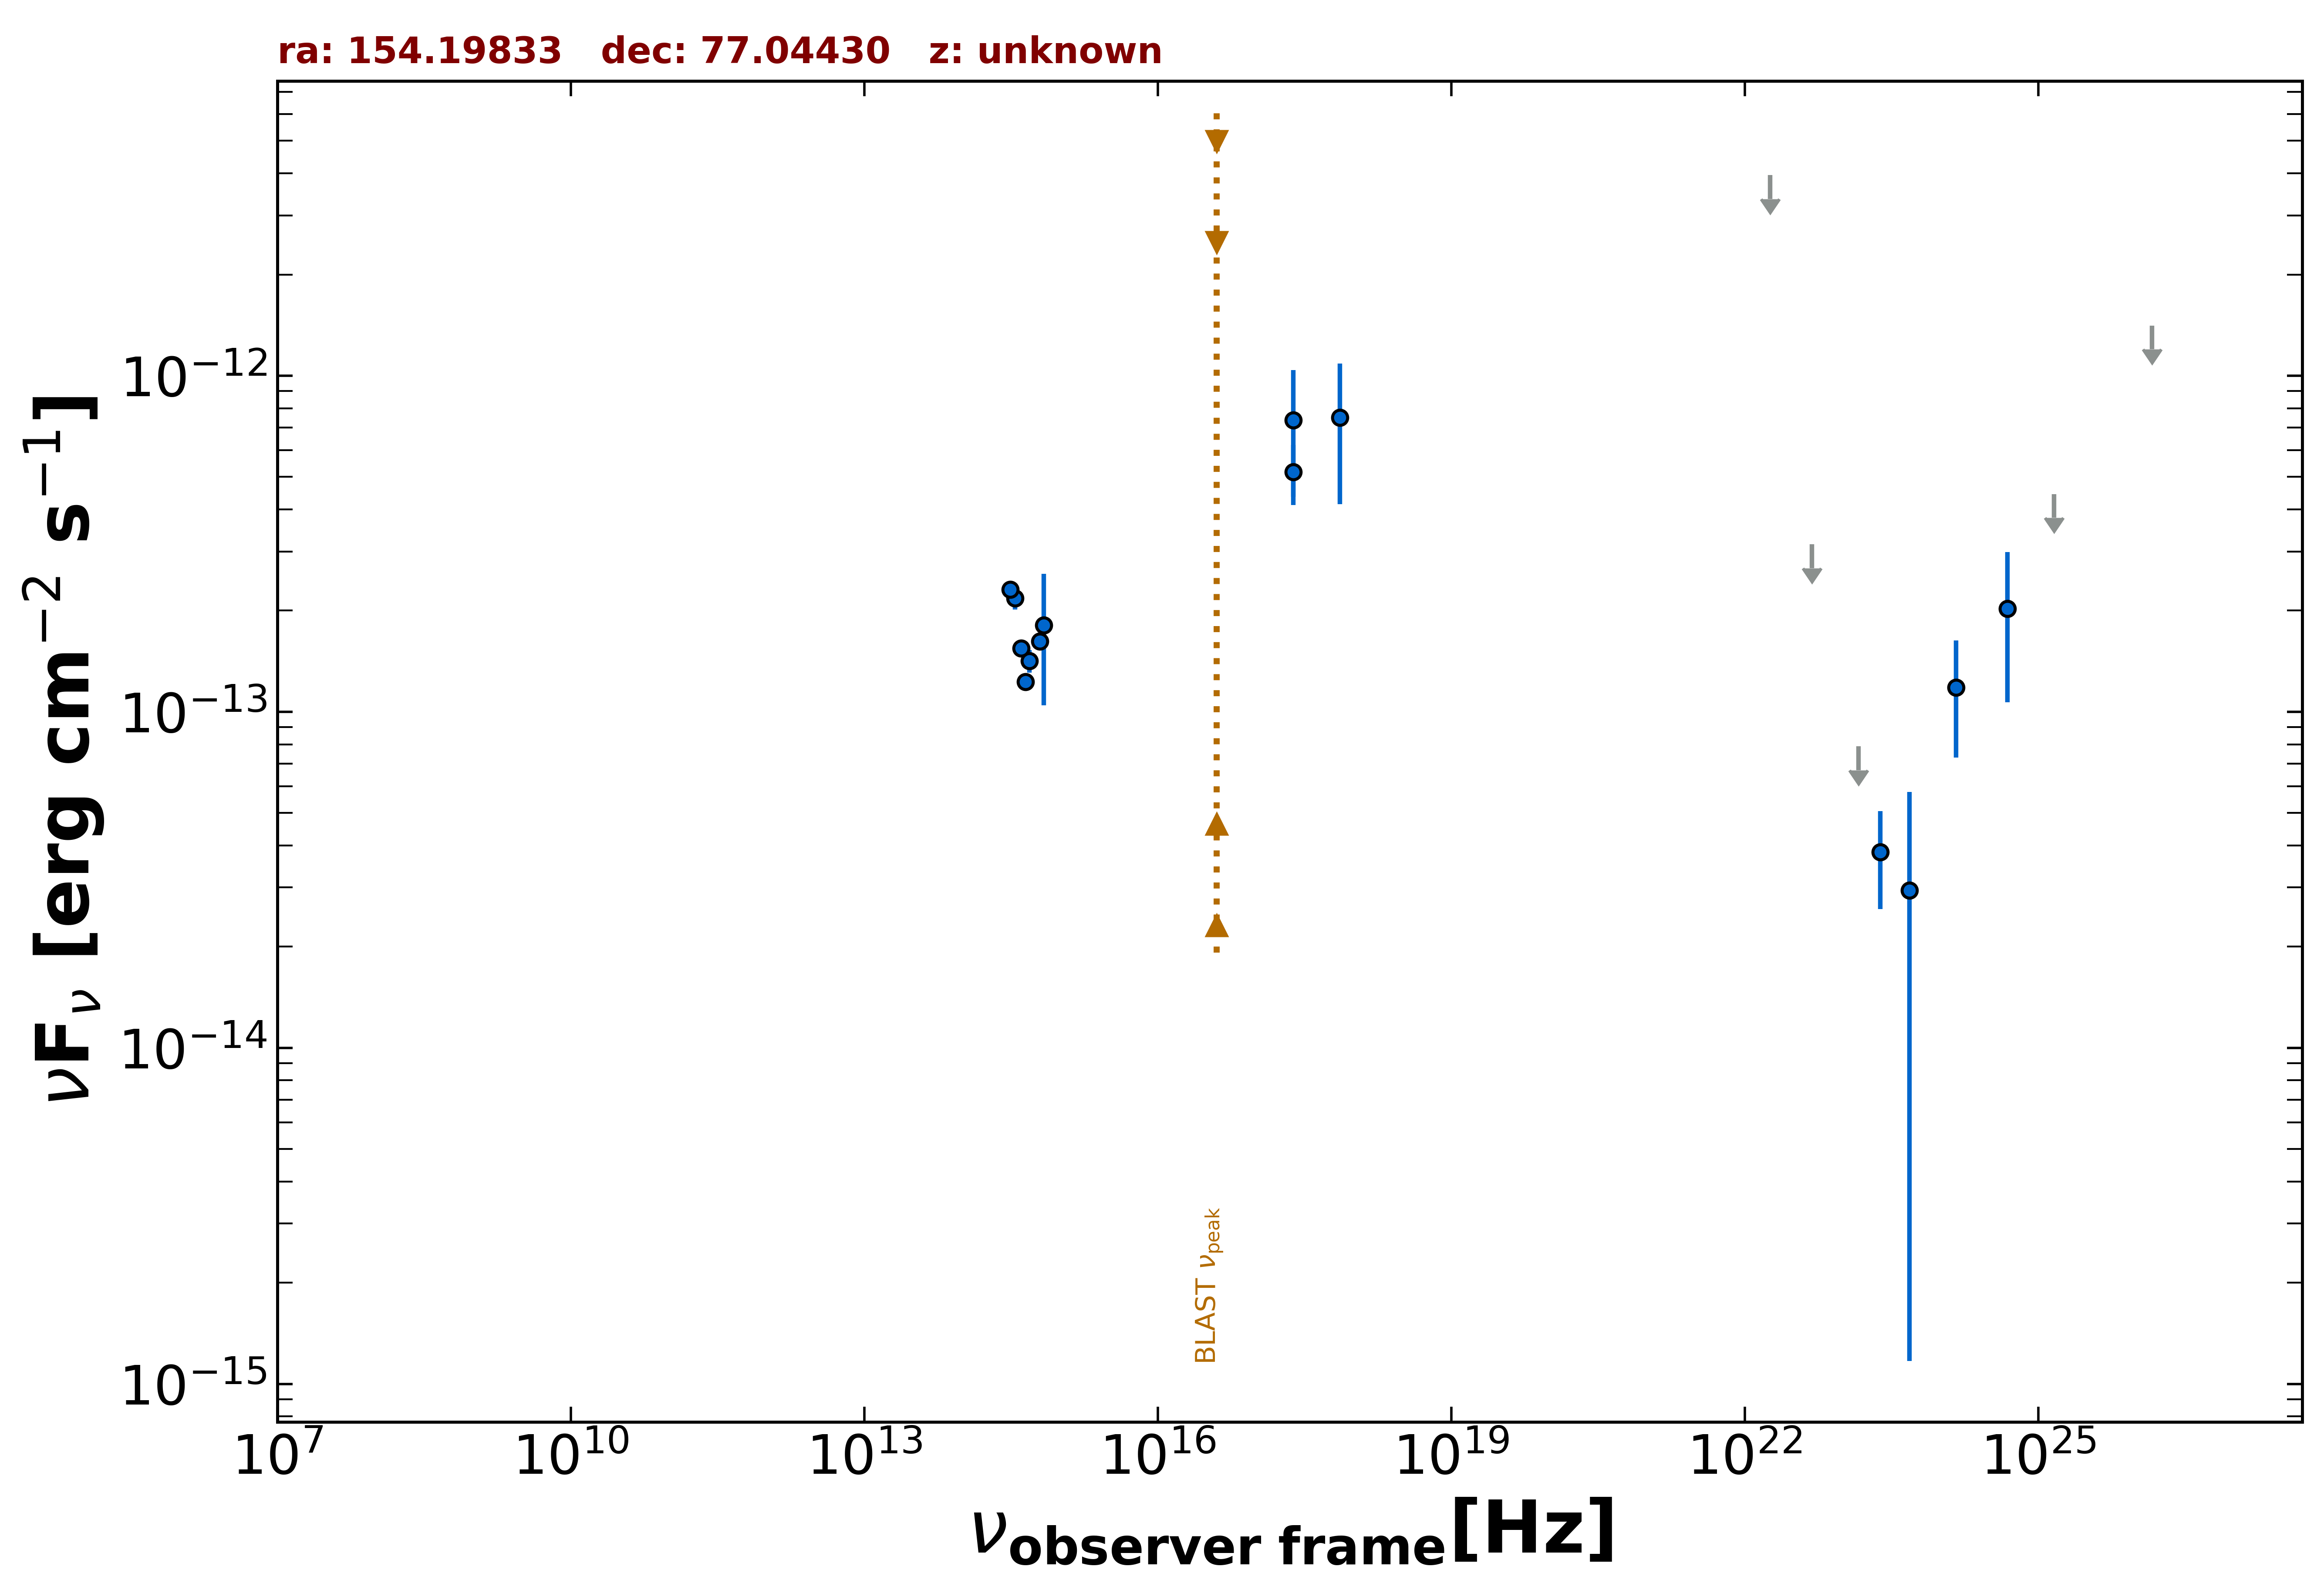 ra: 154.19833   dec: 77.04430   z: unknown
νFν [erg cm−2 s−1]
10−12
10−13
10−14
10−15
BLAST νpeak
107 1010 1013 1016 1019 1022 1025
νobserver frame[Hz]